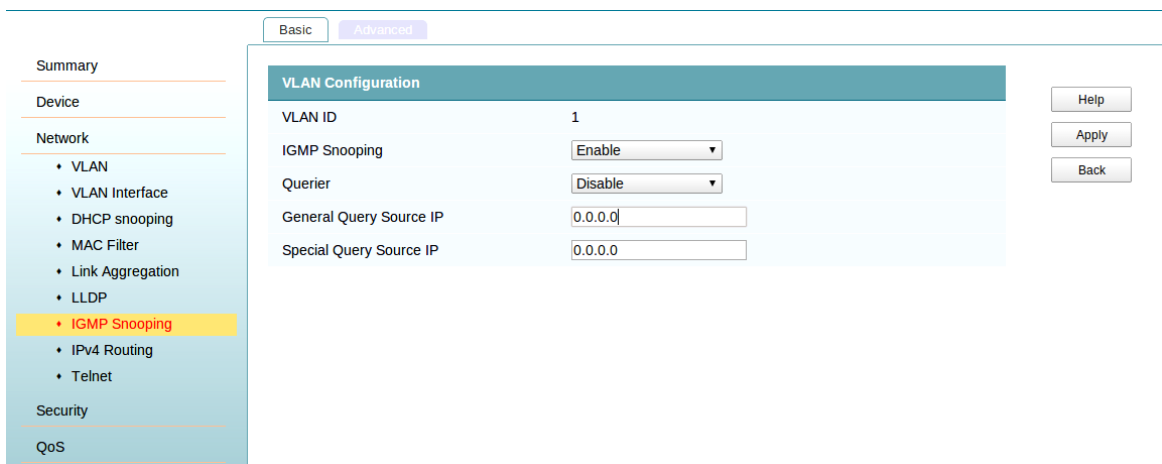 Basic
Advanced
Summary
Device
Network
VLAN
VLAN Interface
DHCP snooping
MAC Filter
Link Aggregation
LLDP
IGMP Snooping
IPv4 Routing
Telnet
Security
QoS
VLAN Configuration
VLAN ID 1
IGMP Snooping Enable
Querier Disable
General Query Source IP 0.0.0.0
Special Query Source IP 0.0.0.0
Help
Apply
Back